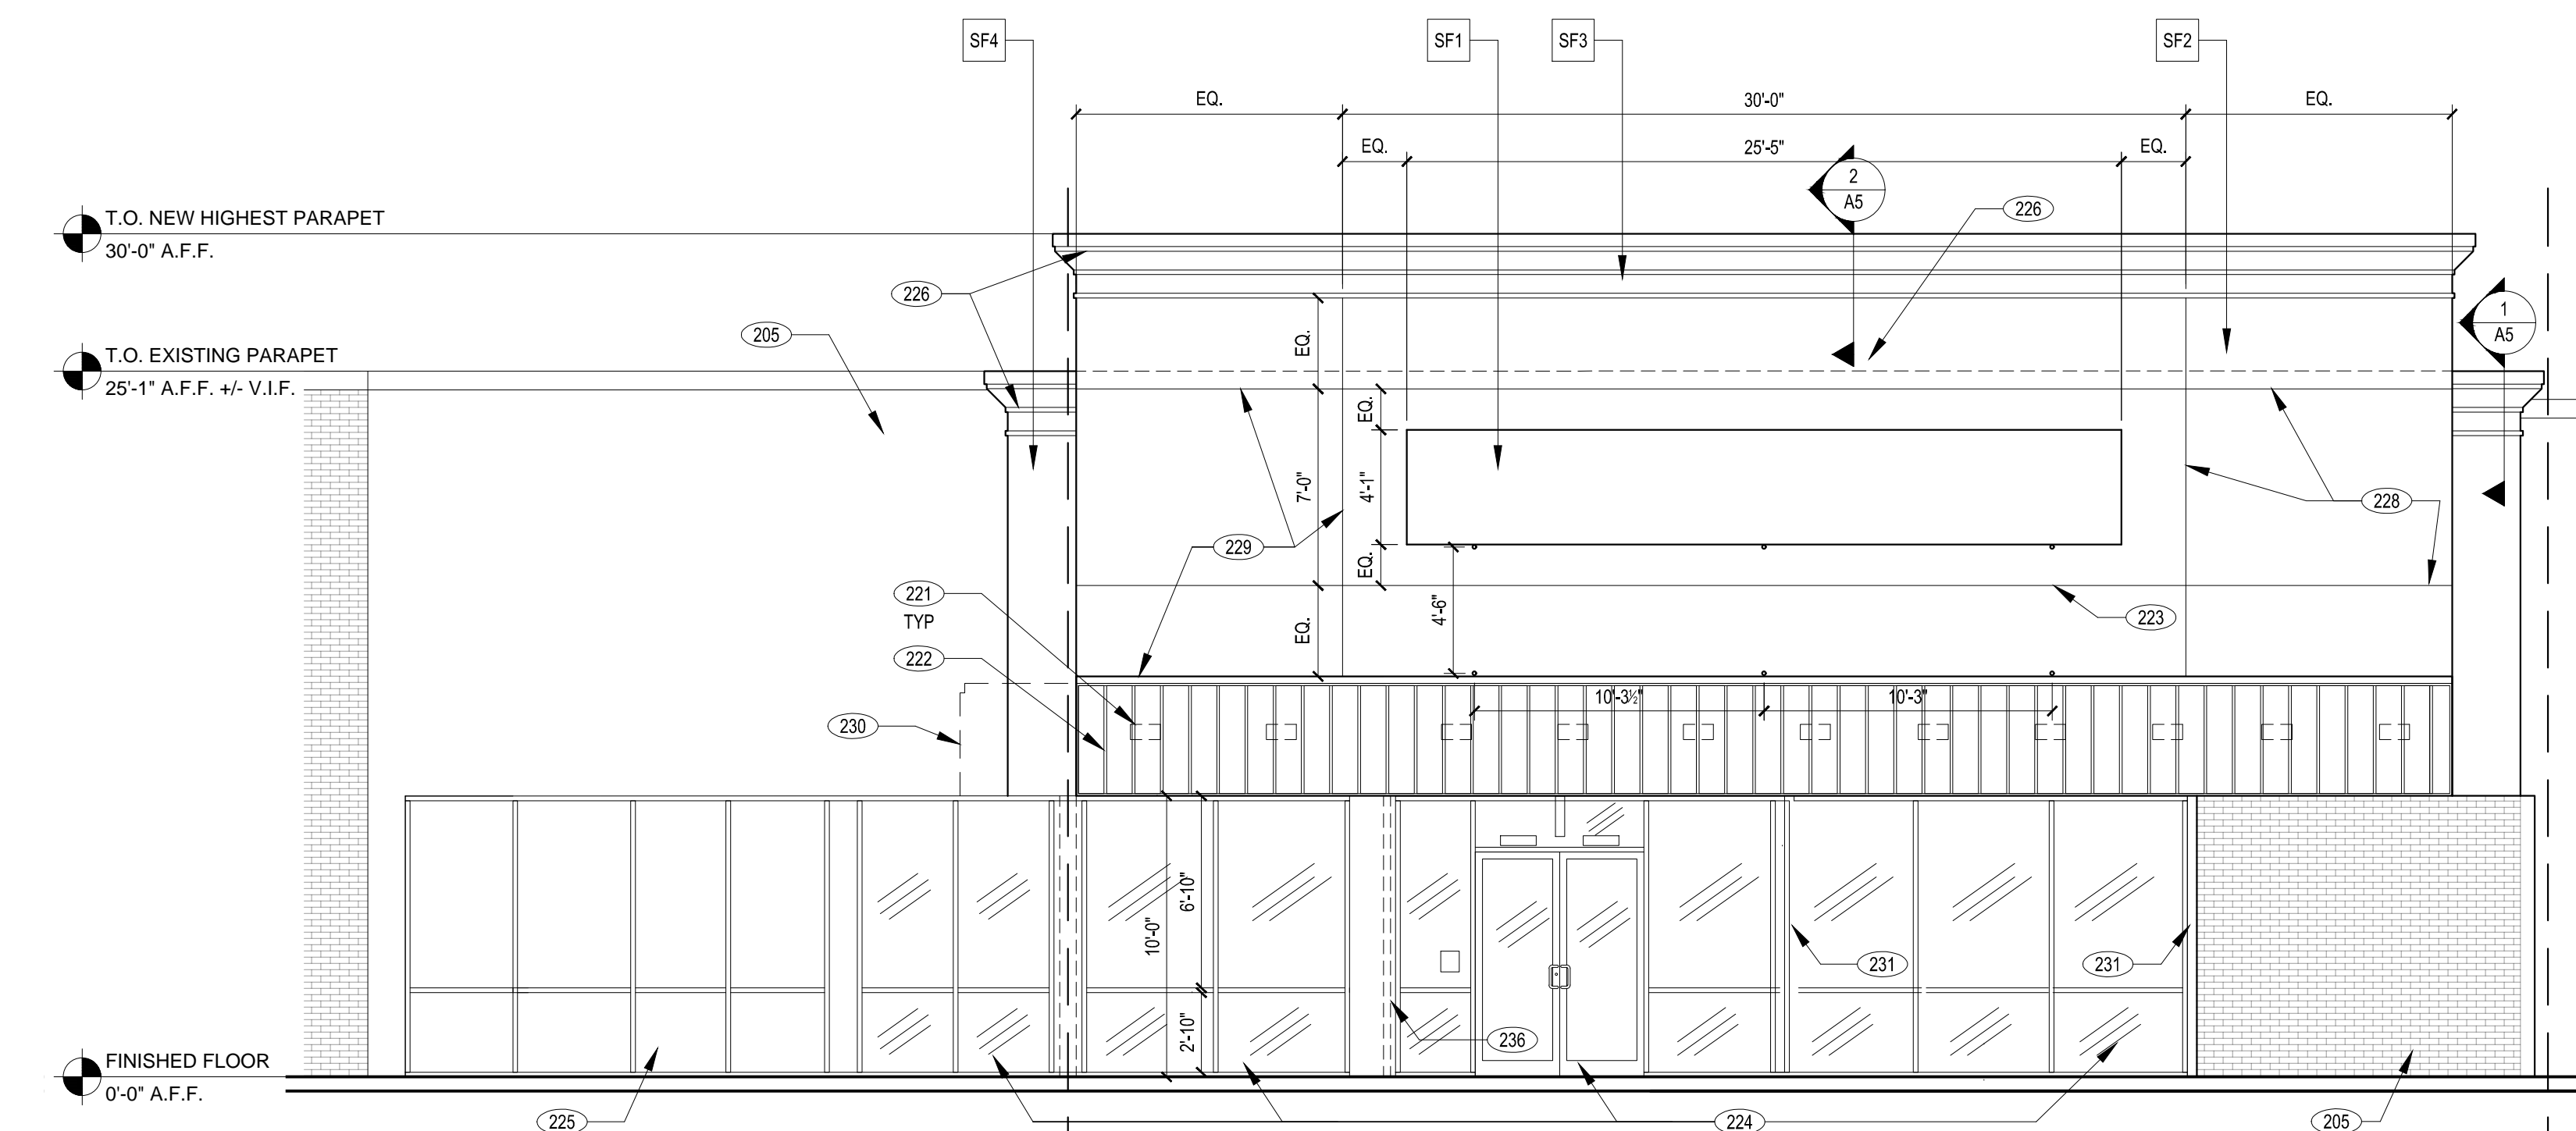 SF4
SF1
SF3
SF2
EQ.
30'-0"
EQ.
EQ.
25'-5"
EQ.
2
A5
226
T.O. NEW HIGHEST PARAPET
30'-0" A.F.F.
226
1
A5
205
EQ.
T.O. EXISTING PARAPET
25'-1" A.F.F. +/- V.I.F.
EQ.
7'-0"
4'-1"
228
229
EQ.
221
TYP
4'-6"
223
EQ.
222
10'-3½"
10'-3"
230
6'-10"
10'-0"
231
231
2'-10"
236
FINISHED FLOOR
0'-0" A.F.F.
225
224
205